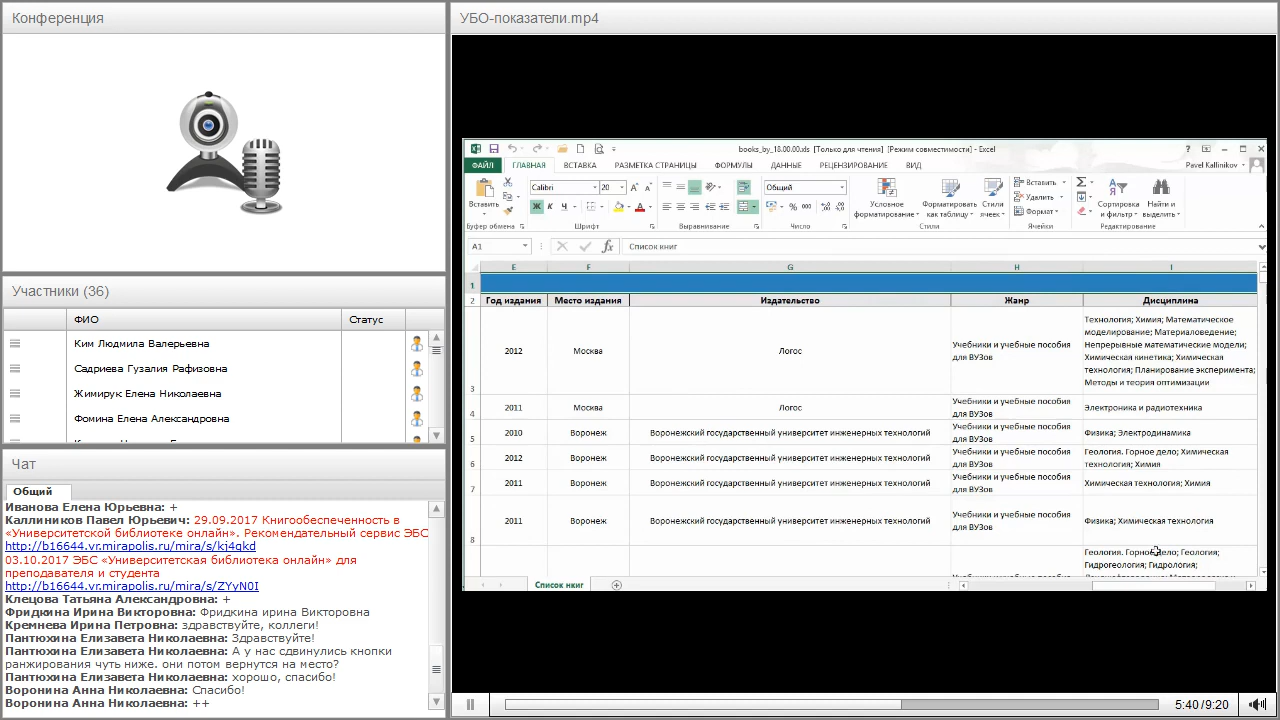 Конференция
Участники (36)
ФИО
Статус
Ким Людмила Валерьевна
Садриева Гузалия Рафизовна
Жимирук Елена Николаевна
Фомина Елена Александровна
Чат
Общий
Иванова Елена Юрьевна: +
Каллиников Павел Юрьевич: 29.09.2017 Книгообеспеченность в
«Университетской библиотеке онлайн». Рекомендательный сервис ЭБС
http://b16644.vr.mirapolis.ru/mira/s/kj4qkd
03.10.2017 ЭБС «Университетская библиотека онлайн» для
преподавателя и студента
http://b16644.vr.mirapolis.ru/mira/s/ZYyN0I
Клецова Татьяна Александровна: +
Фридкина Ирина Викторовна: Фридкина ирина Викторовна
Кремнева Ирина Петровна: здравствуйте, коллеги!
Пантюхина Елизавета Николаевна: Здравствуйте!
Пантюхина Елизавета Николаевна: А у нас сдвинулись кнопки
ранжирования чуть ниже. они потом вернутся на место?
Пантюхина Елизавета Николаевна: хорошо, спасибо!
Воронина Анна Николаевна: Спасибо!
Воронина Анна Николаевна: ++
УБО-показатели.mp4
books_by_18.00.00.xls [Только для чтения] [Режим совместимости] - Excel
ФАЙЛ ГЛАВНАЯ ВСТАВКА РАЗМЕТКА СТРАНИЦЫ ФОРМУЛЫ ДАННЫЕ РЕЦЕНЗИРОВАНИЕ ВИД
Pavel Kallinikov
Вставить
Буфер обмена
Calibri 20
Ж К Ч
Шрифт
Выравнивание
Общий
% 000
Число
Условное
форматирование
Форматировать
как таблицу
Стили
ячеек
Стили
Вставить
Удалить
Формат
Ячейки
Сортировка
и фильтр
Найти и
выделить
Редактирование
A1
fx
Список книг
E F G H I
1
2 Год издания Место издания Издательство Жанр Дисциплина
3 2012 Москва Логос
Учебники и учебные пособия
для ВУЗов
Технология; Химия; Математическое
моделирование; Материаловедение;
Непрерывные математические модели;
Химическая кинетика; Химическая
технология; Планирование эксперимента;
Методы и теория оптимизации
4 2011 Москва Логос
Учебники и учебные пособия
для ВУЗов
Электроника и радиотехника
5 2010 Воронеж Воронежский государственный университет инженерных технологий
Учебники и учебные пособия
для ВУЗов
Физика; Электродинамика
6 2012 Воронеж Воронежский государственный университет инженерных технологий
Учебники и учебные пособия
для ВУЗов
Геология. Горное дело; Химическая
технология; Химия
7 2011 Воронеж Воронежский государственный университет инженерных технологий
Учебники и учебные пособия
для ВУЗов
Химическая технология; Химия
8 2011 Воронеж Воронежский государственный университет инженерных технологий
Учебники и учебные пособия
для ВУЗов
Физика; Химическая технология
Геология. Горное дело; Геология;
Гидрогеология; Гидрология;
Список нкиг
5:40/9:20